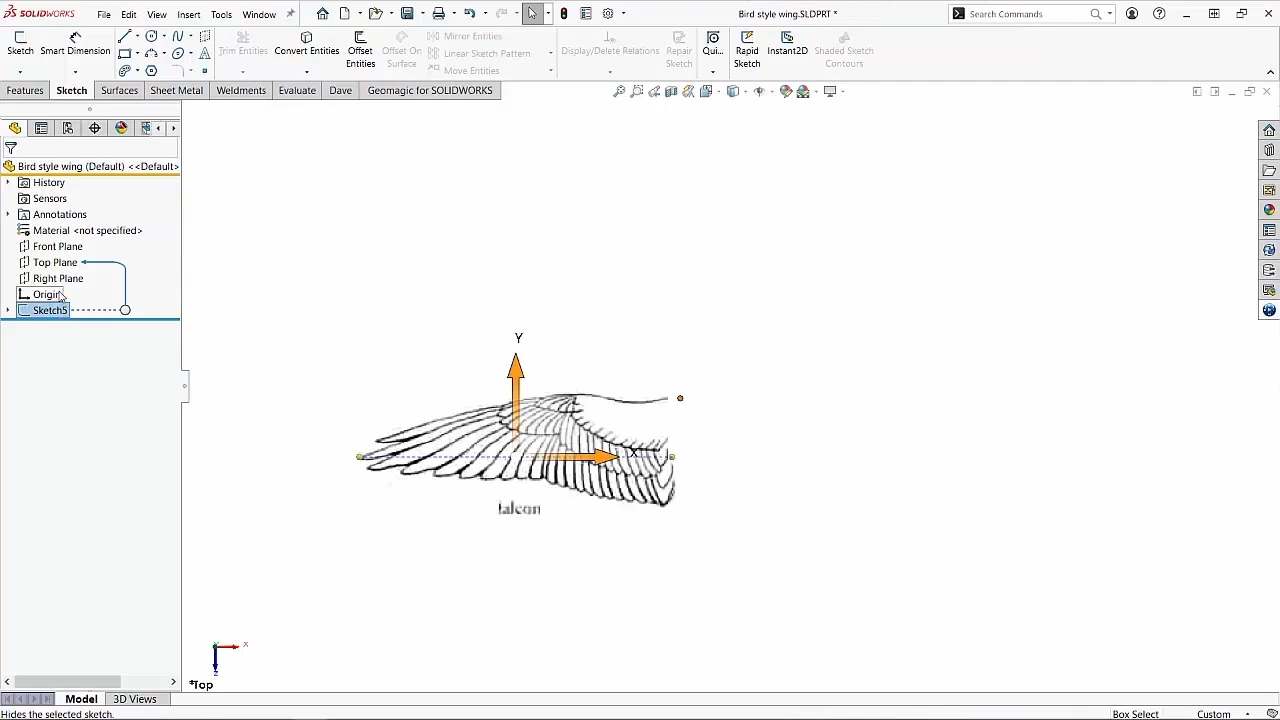 SOLIDWORKS
File
Edit
View
Insert
Tools
Window
Bird style wing.SLDPRT *
Search Commands
Sketch
Smart Dimension
Trim Entities
Convert Entities
Offset Entities
Offset On Surface
Mirror Entities
Linear Sketch Pattern
Move Entities
Display/Delete Relations
Repair Sketch
Qui...
Rapid Sketch
Instant2D
Shaded Sketch Contours
Features
Sketch
Surfaces
Sheet Metal
Weldments
Evaluate
Dave
Geomagic for SOLIDWORKS
Bird style wing (Default) <<Default>
History
Sensors
Annotations
Material <not specified>
Front Plane
Top Plane
Right Plane
Origin
Sketch5
Y
X
falcon
x
z
*Top
Model
3D Views
Hides the selected sketch.
Box Select
Custom